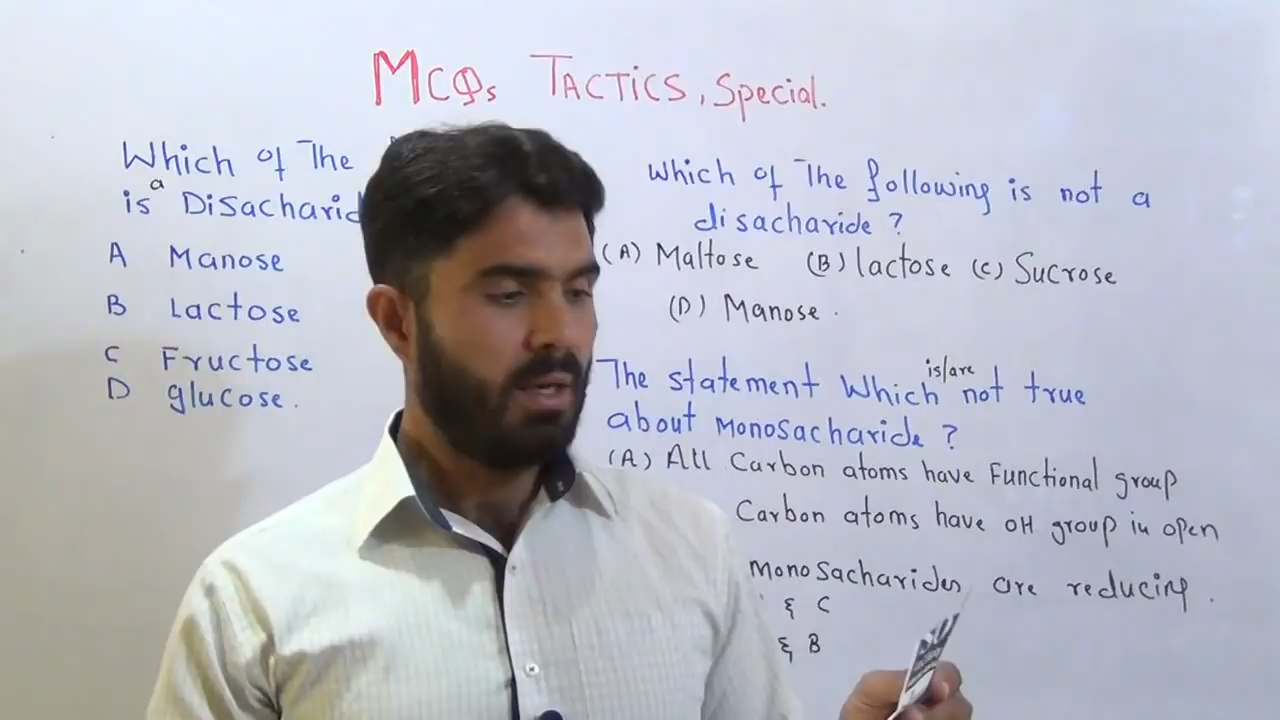 MCQs TACTICS, Special.
Which of The
is a Disacharid
A Manose
B Lactose
C Fructose
D glucose.
Which of The following is not a
disacharide ?
(A) Maltose (B) lactose (C) Sucrose
(D) Manose.
The statement Which is/are not true
about Monosacharide ?
(A) All Carbon atoms have Functional group
Carbon atoms have OH group in open
Monosacharides are reducing.
& C
& B